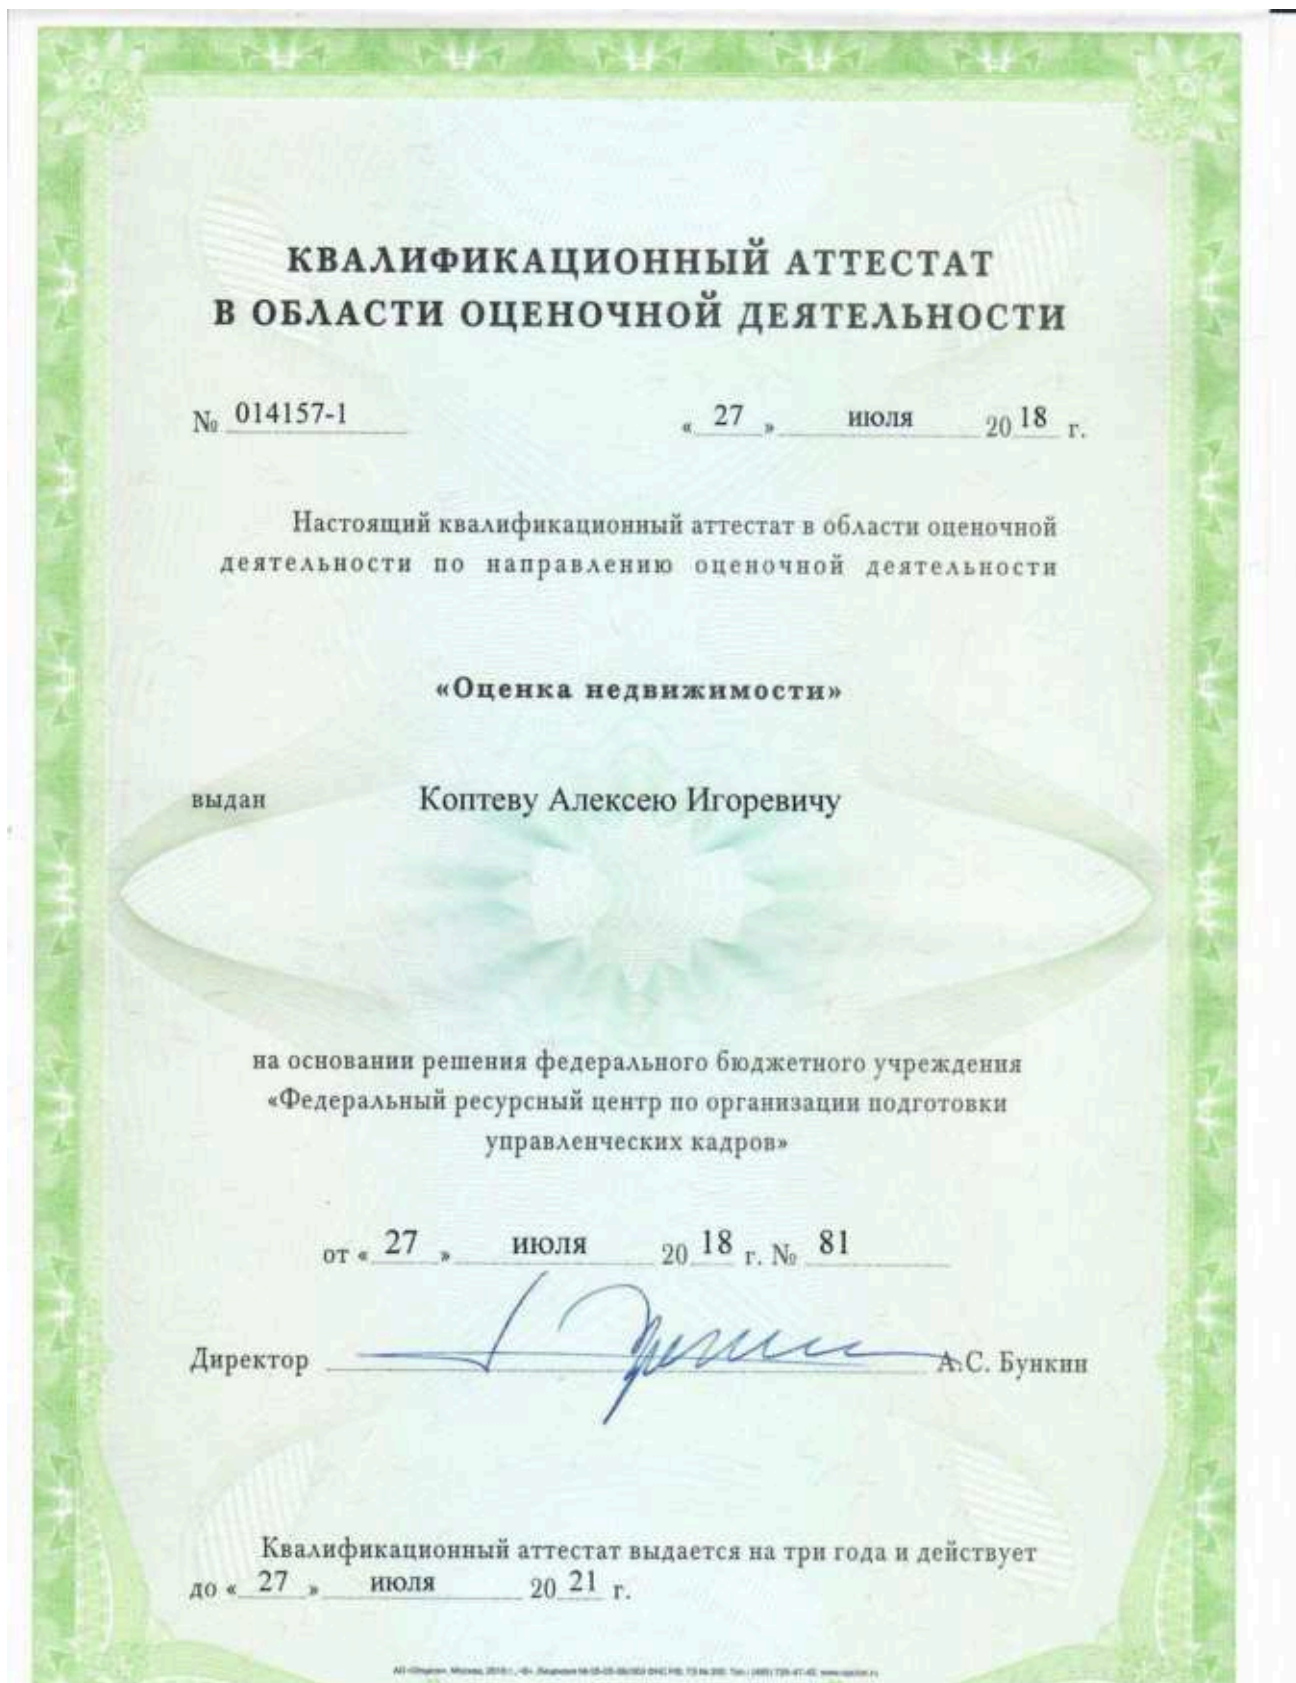 КВАЛИФИКАЦИОННЫЙ АТТЕСТАТ
В ОБЛАСТИ ОЦЕНОЧНОЙ ДЕЯТЕЛЬНОСТИ
№ 014157-1 « 27 » июля 20 18 г.
Настоящий квалификационный аттестат в области оценочной
деятельности по направлению оценочной деятельности
«Оценка недвижимости»
выдан Коптеву Алексею Игоревичу
на основании решения федерального бюджетного учреждения
«Федеральный ресурсный центр по организации подготовки
управленческих кадров»
от « 27 » июля 20 18 г. № 81
Директор А.С. Бункин
Квалификационный аттестат выдается на три года и действует
до « 27 » июля 20 21 г.